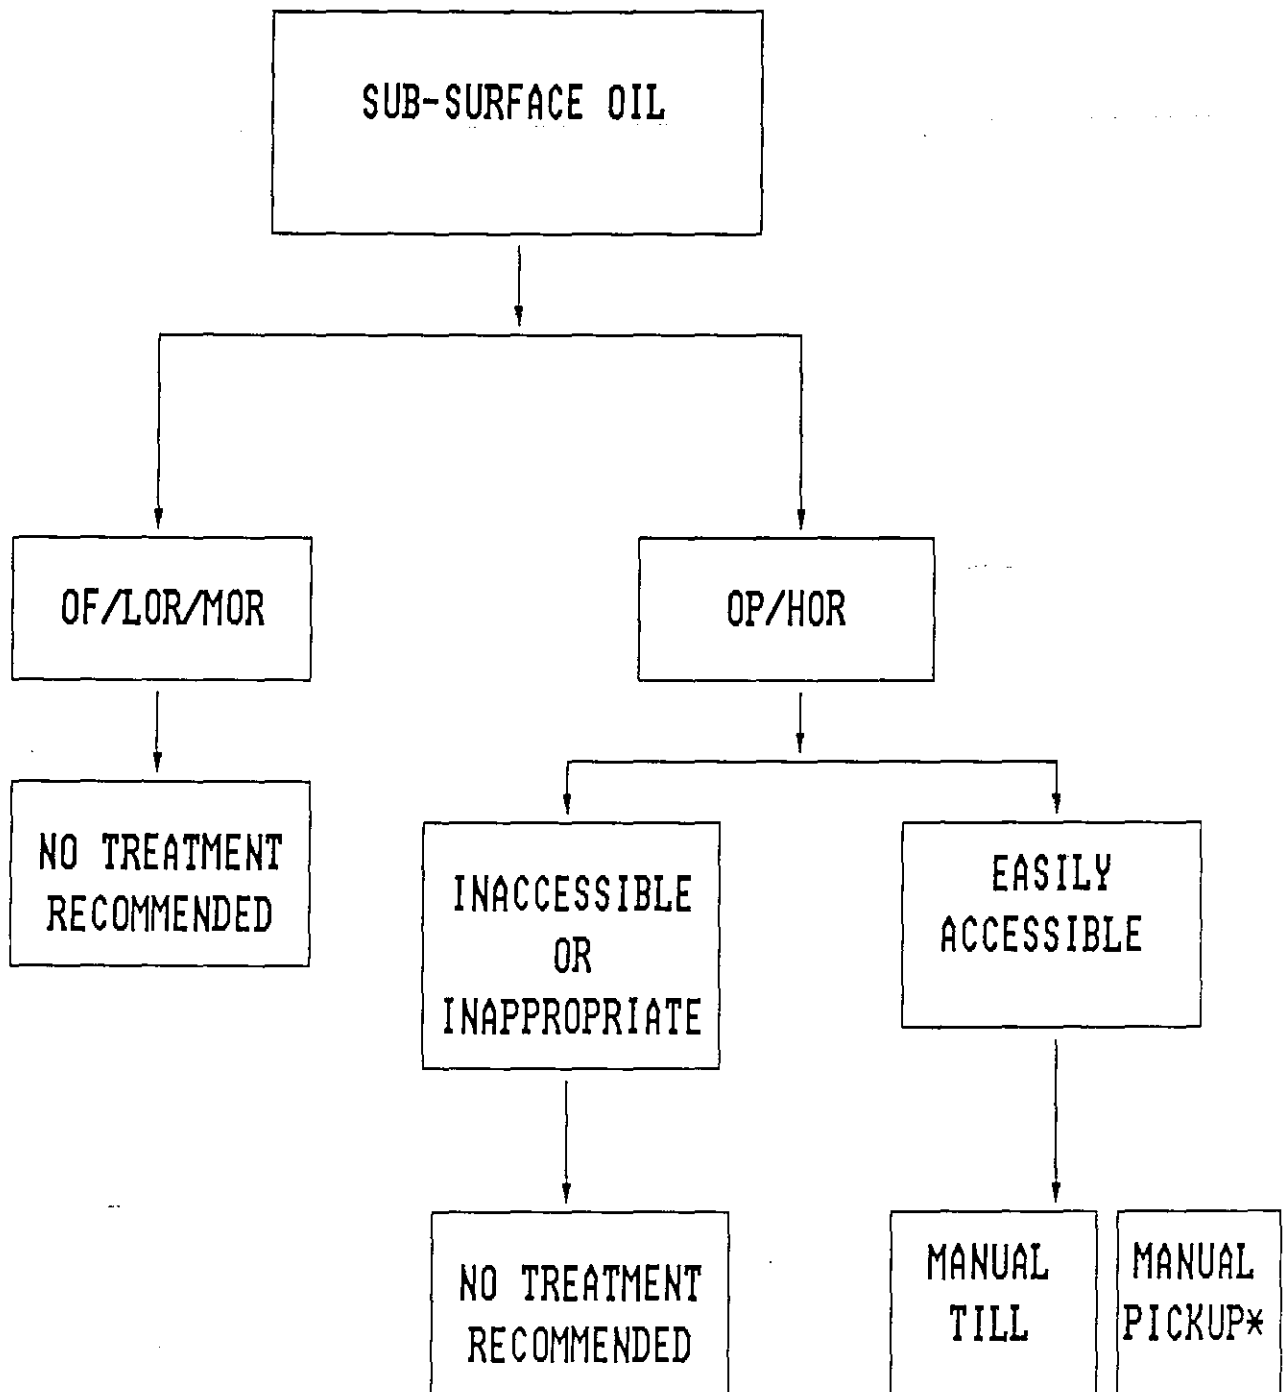 SUB-SURFACE OIL
OF/LOR/MOR
OP/HOR
NO TREATMENT
RECOMMENDED
INACCESSIBLE
OR
INAPPROPRIATE
EASILY
ACCESSIBLE
NO TREATMENT
RECOMMENDED
MANUAL
TILL
MANUAL
PICKUP*